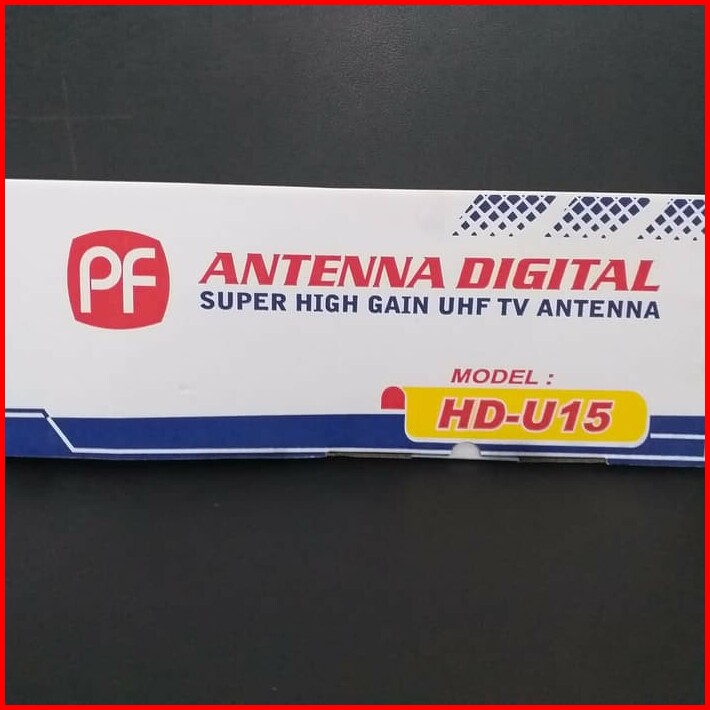 PF
ANTENNA DIGITAL
SUPER HIGH GAIN UHF TV ANTENNA
MODEL :
HD-U15